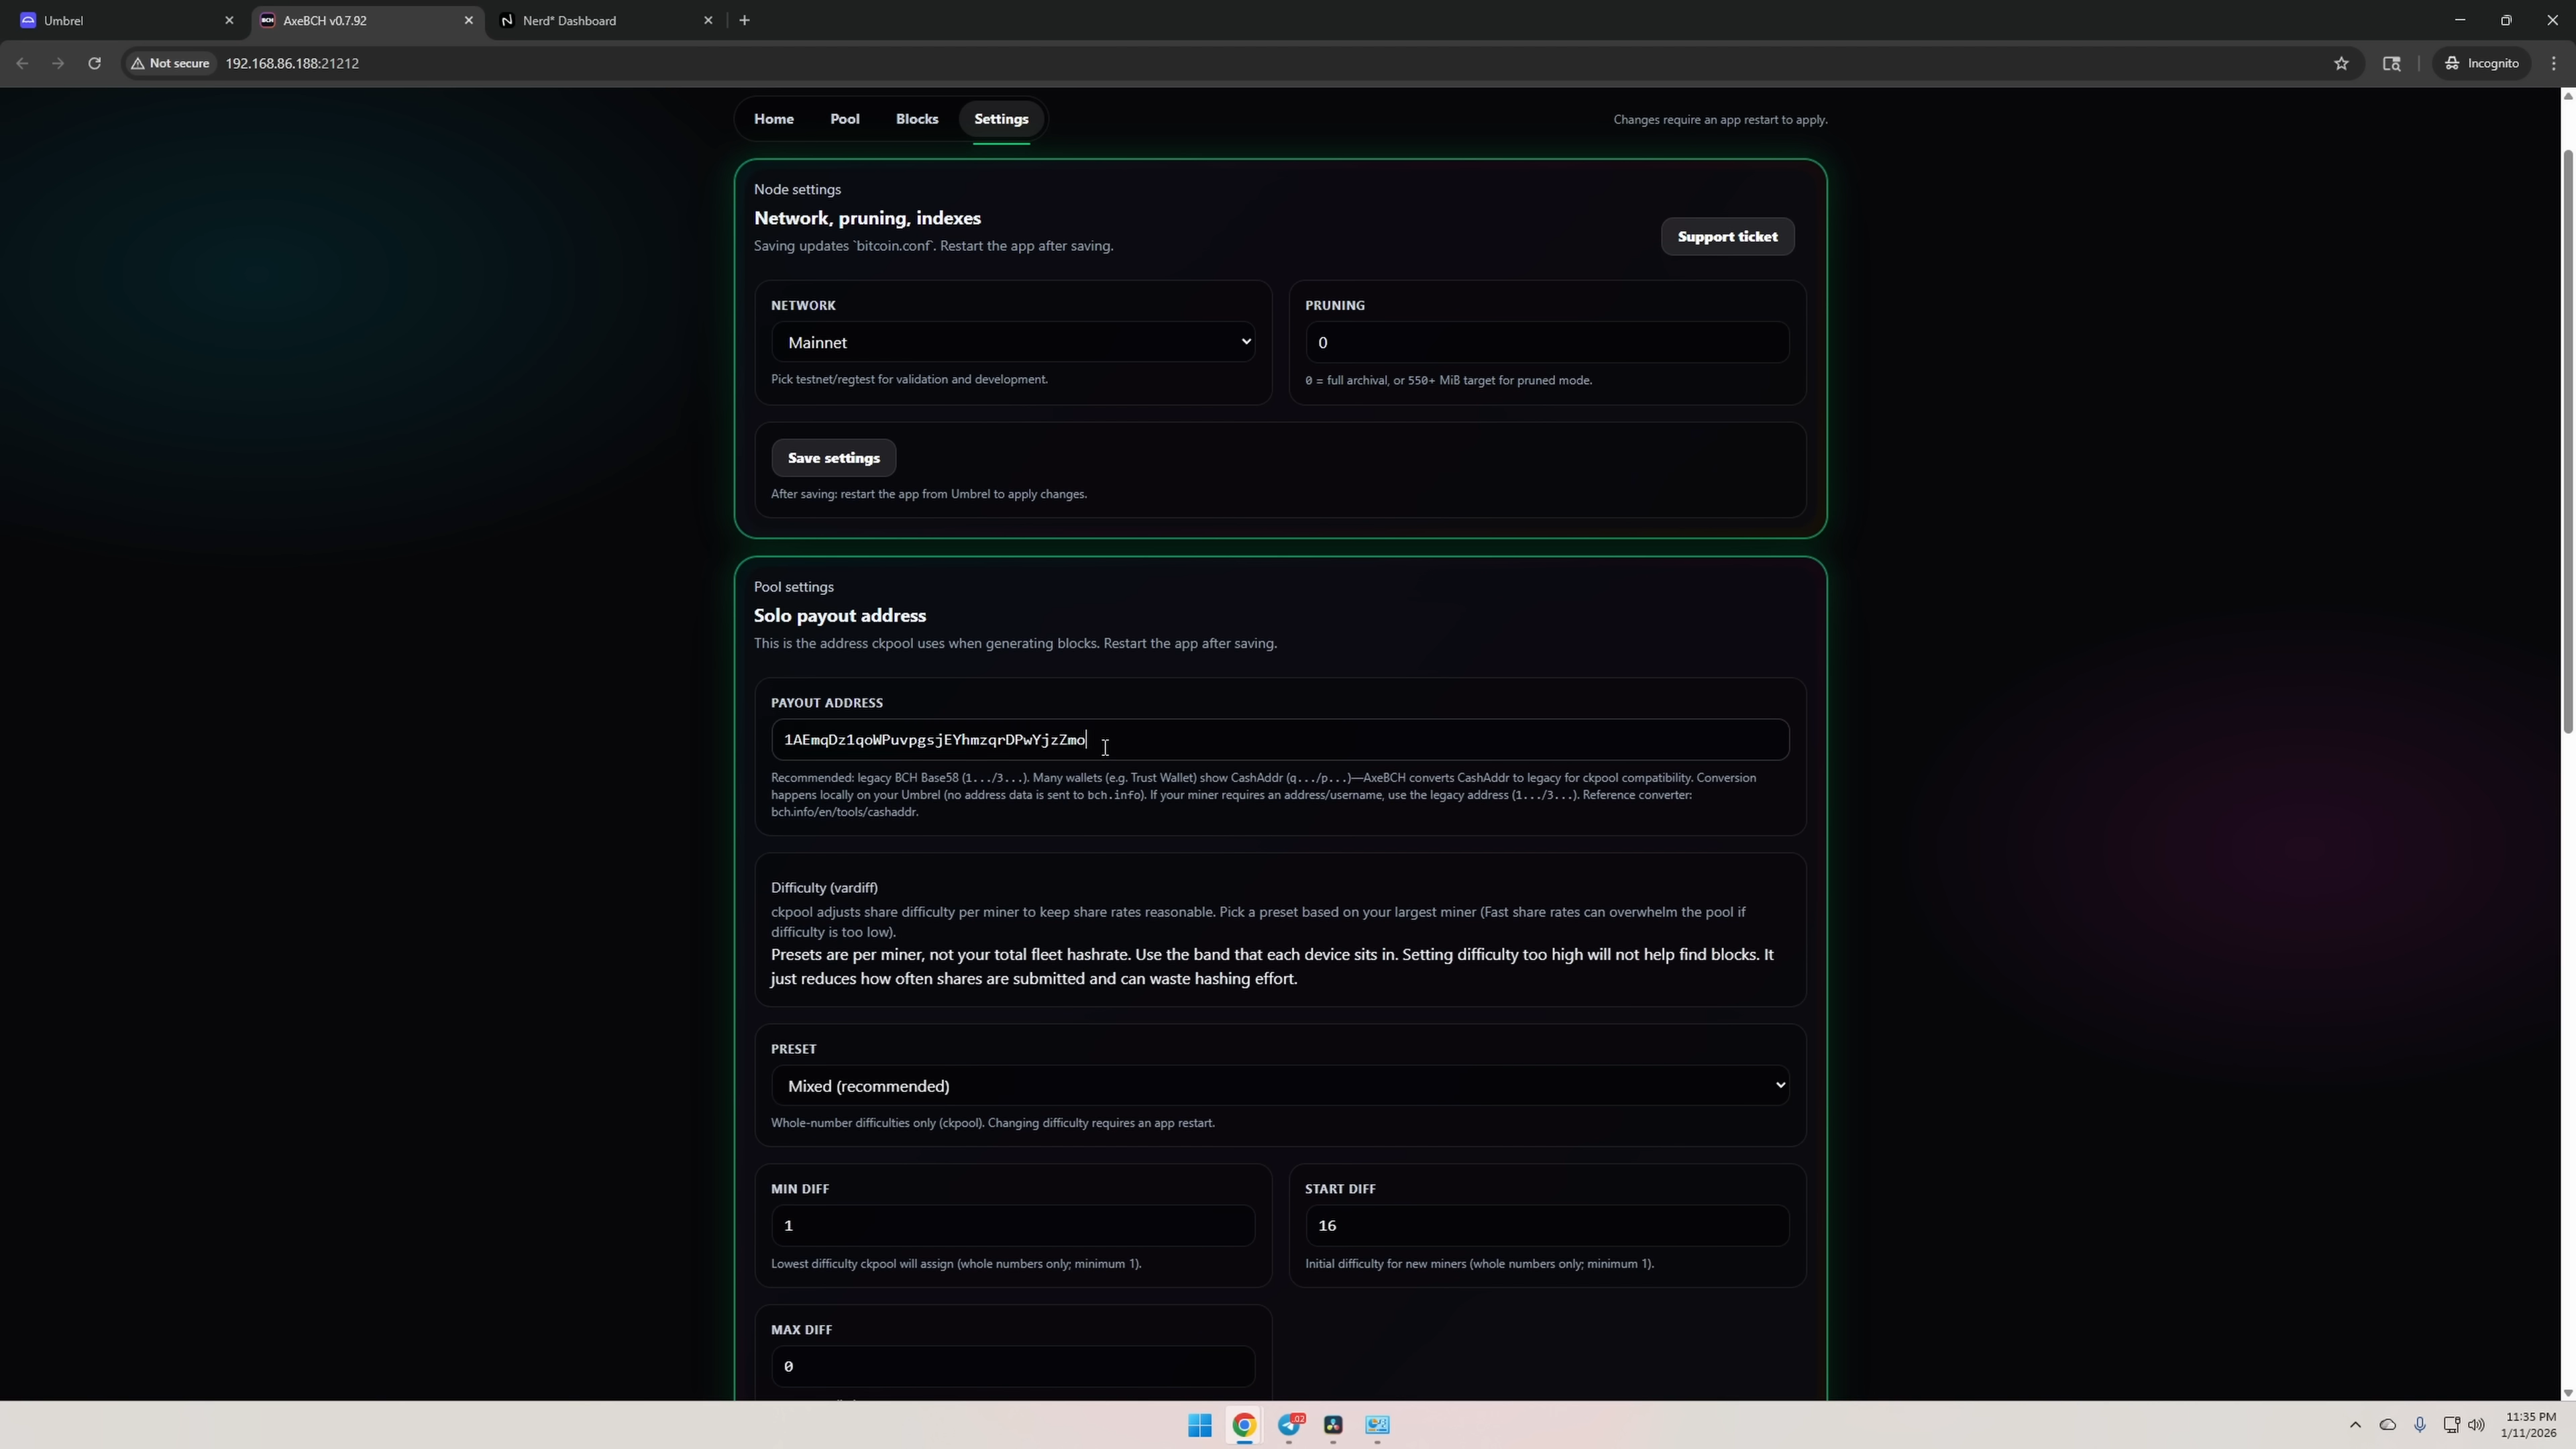 Umbrel
AxeBCH v0.7.92
Nerd* Dashboard
Not secure
192.168.86.188:21212
Incognito
Home
Pool
Blocks
Settings
Changes require an app restart to apply.
Node settings
Network, pruning, indexes
Saving updates `bitcoin.conf`. Restart the app after saving.
Support ticket
NETWORK
Mainnet
Pick testnet/regtest for validation and development.
PRUNING
0
0 = full archival, or 550+ MiB target for pruned mode.
Save settings
After saving: restart the app from Umbrel to apply changes.
Pool settings
Solo payout address
This is the address ckpool uses when generating blocks. Restart the app after saving.
PAYOUT ADDRESS
1AEmqDz1qoWPuvpgsjEYhmzqrDPwYjzZmo
Recommended: legacy BCH Base58 (1.../3...). Many wallets (e.g. Trust Wallet) show CashAddr (q.../p...)—AxeBCH converts CashAddr to legacy for ckpool compatibility. Conversion
happens locally on your Umbrel (no address data is sent to bch.info). If your miner requires an address/username, use the legacy address (1.../3...). Reference converter:
bch.info/en/tools/cashaddr.
Difficulty (vardiff)
ckpool adjusts share difficulty per miner to keep share rates reasonable. Pick a preset based on your largest miner (Fast share rates can overwhelm the pool if
difficulty is too low).
Presets are per miner, not your total fleet hashrate. Use the band that each device sits in. Setting difficulty too high will not help find blocks. It
just reduces how often shares are submitted and can waste hashing effort.
PRESET
Mixed (recommended)
Whole-number difficulties only (ckpool). Changing difficulty requires an app restart.
MIN DIFF
1
Lowest difficulty ckpool will assign (whole numbers only; minimum 1).
START DIFF
16
Initial difficulty for new miners (whole numbers only; minimum 1).
MAX DIFF
0
11:35 PM
1/11/2026